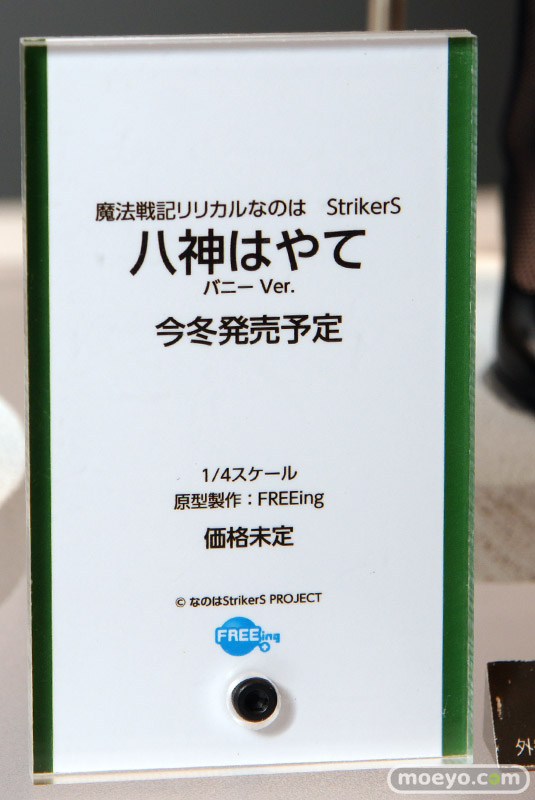 魔法戦記リリカルなのは StrikerS
八神はやて
バニー Ver.
今冬発売予定
1/4スケール
原型製作：FREEing
価格未定
© なのはStrikerS PROJECT
FREEing
外
moeyo.com